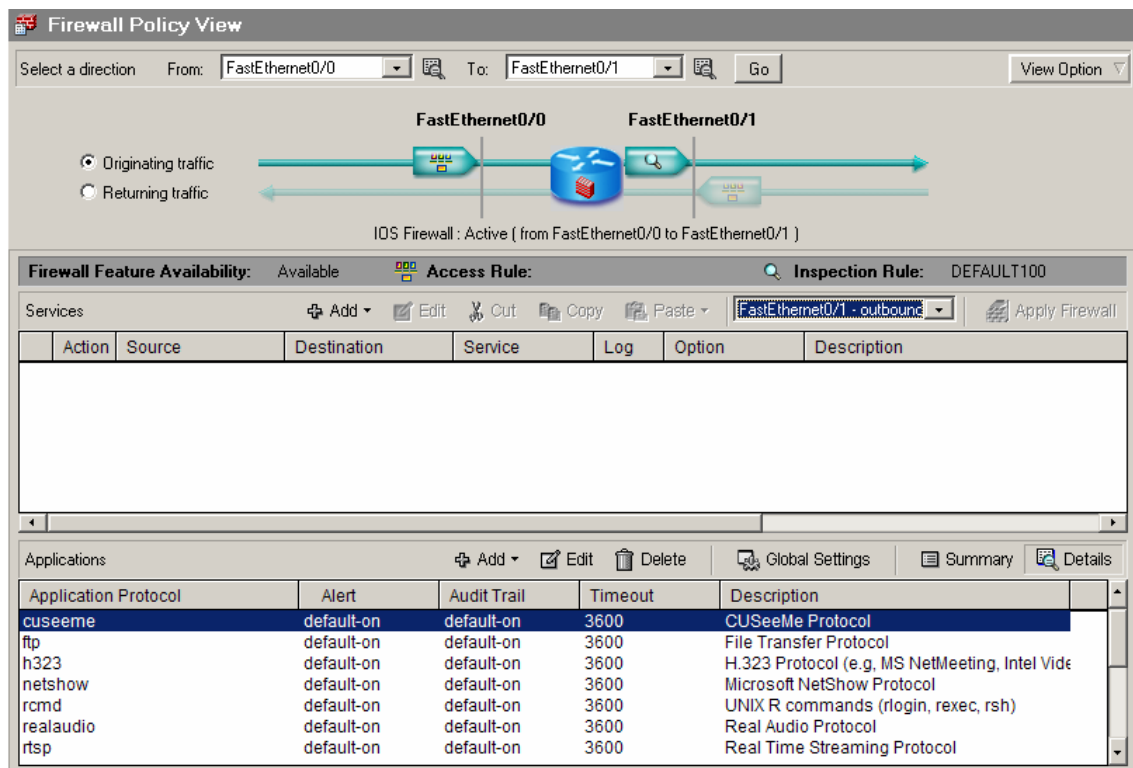 Firewall Policy View
Select a direction From: FastEthernet0/0 To: FastEthernet0/1 Go View Option
FastEthernet0/0 FastEthernet0/1
Originating traffic
Returning traffic
IOS Firewall : Active ( from FastEthernet0/0 to FastEthernet0/1 )
Firewall Feature Availability: Available Access Rule: Inspection Rule: DEFAULT100
Services Add Edit Cut Copy Paste FastEthernet0/1 - outbound Apply Firewall
Action Source Destination Service Log Option Description
Applications Add Edit Delete Global Settings Summary Details
Application Protocol Alert Audit Trail Timeout Description
cuseeme default-on default-on 3600 CUSeeMe Protocol
ftp default-on default-on 3600 File Transfer Protocol
h323 default-on default-on 3600 H.323 Protocol (e.g, MS NetMeeting, Intel Vide
netshow default-on default-on 3600 Microsoft NetShow Protocol
rcmd default-on default-on 3600 UNIX R commands (rlogin, rexec, rsh)
realaudio default-on default-on 3600 Real Audio Protocol
rtsp default-on default-on 3600 Real Time Streaming Protocol